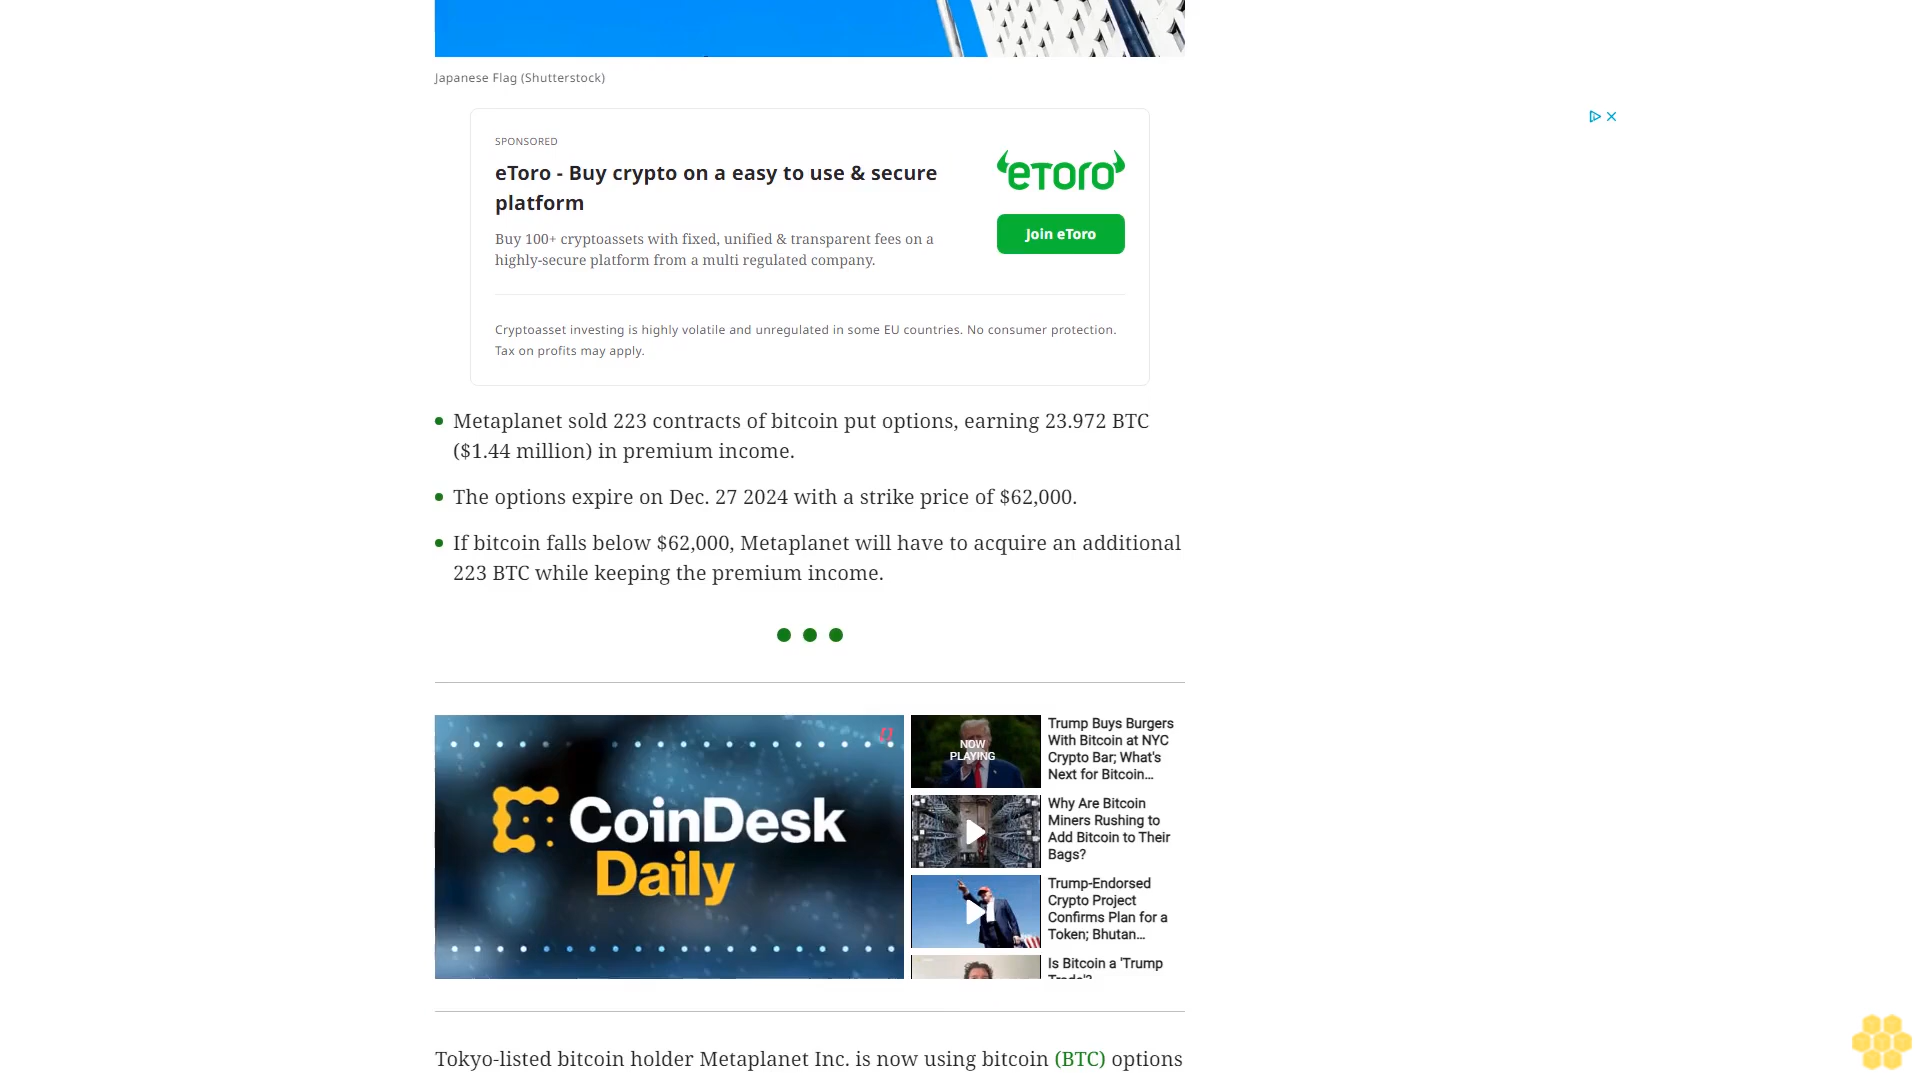 Japanese Flag (Shutterstock)
SPONSORED
eToro - Buy crypto on a easy to use & secure
platform
Buy 100+ cryptoassets with fixed, unified & transparent fees on a
highly-secure platform from a multi regulated company.
eToro
Join eToro
Cryptoasset investing is highly volatile and unregulated in some EU countries. No consumer protection.
Tax on profits may apply.
Metaplanet sold 223 contracts of bitcoin put options, earning 23.972 BTC
($1.44 million) in premium income.
The options expire on Dec. 27 2024 with a strike price of $62,000.
If bitcoin falls below $62,000, Metaplanet will have to acquire an additional
223 BTC while keeping the premium income.
CoinDesk
Daily
NOW
PLAYING
Trump Buys Burgers
With Bitcoin at NYC
Crypto Bar; What's
Next for Bitcoin...
Why Are Bitcoin
Miners Rushing to
Add Bitcoin to Their
Bags?
Trump-Endorsed
Crypto Project
Confirms Plan for a
Token; Bhutan...
Is Bitcoin a 'Trump
Trade'?
Tokyo-listed bitcoin holder Metaplanet Inc. is now using bitcoin (BTC) options